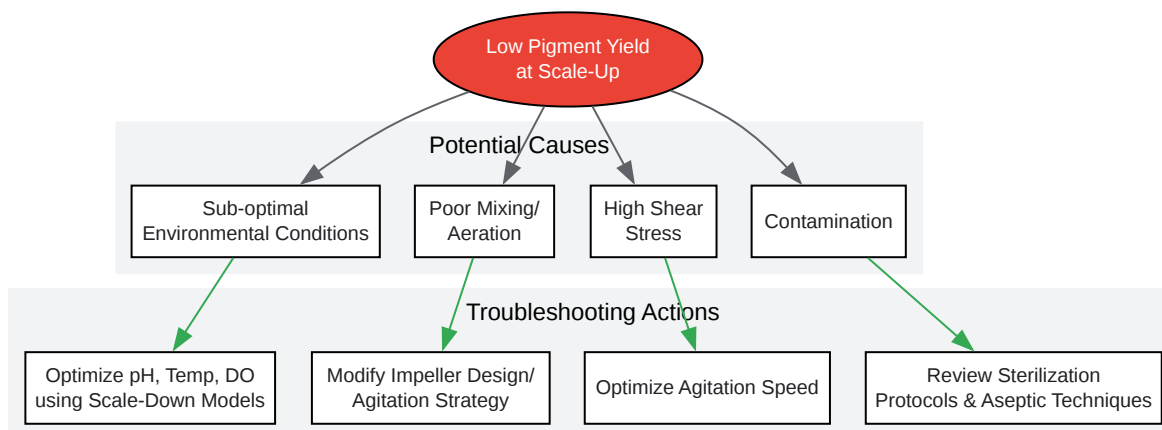 Low Pigment Yield
at Scale-Up
Potential Causes
Sub-optimal
Environmental Conditions
Poor Mixing/
Aeration
High Shear
Stress
Contamination
Troubleshooting Actions
Optimize pH, Temp, DO
using Scale-Down Models
Modify Impeller Design/
Agitation Strategy
Optimize Agitation Speed
Review Sterilization
Protocols & Aseptic Techniques